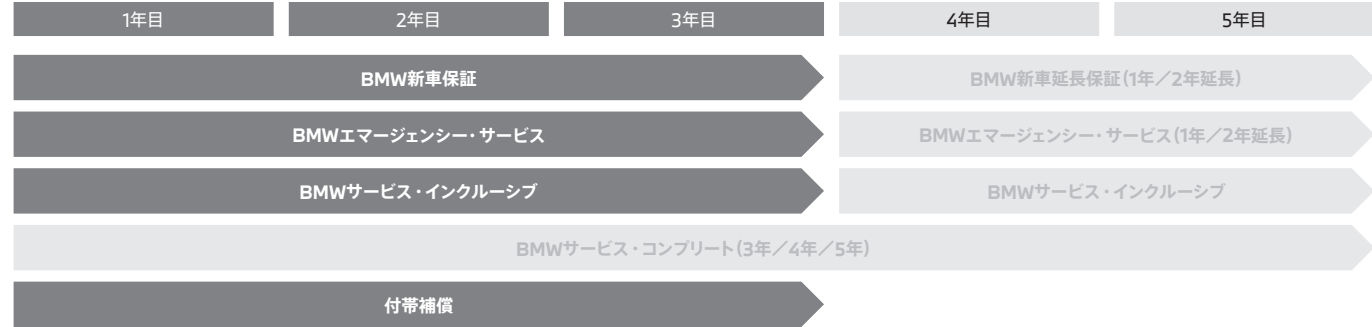 1年目 2年目 3年目 4年目 5年目
BMW新車保証 BMW新車延長保証(1年／2年延長)
BMWエマージェンシー・サービス BMWエマージェンシー・サービス(1年／2年延長)
BMWサービス・インクルーシブ BMWサービス・インクルーシブ
BMWサービス・コンプリート(3年／4年／5年)
付帯補償